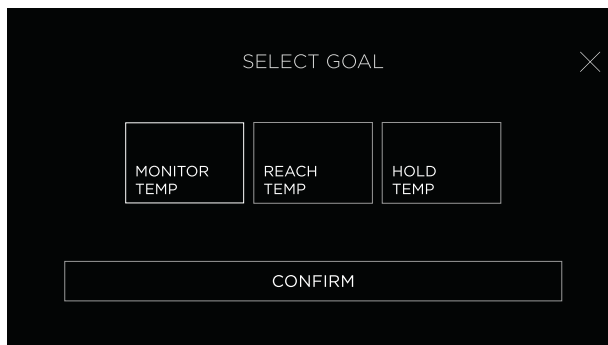 SELECT GOAL
MONITOR
TEMP
REACH
TEMP
HOLD
TEMP
CONFIRM